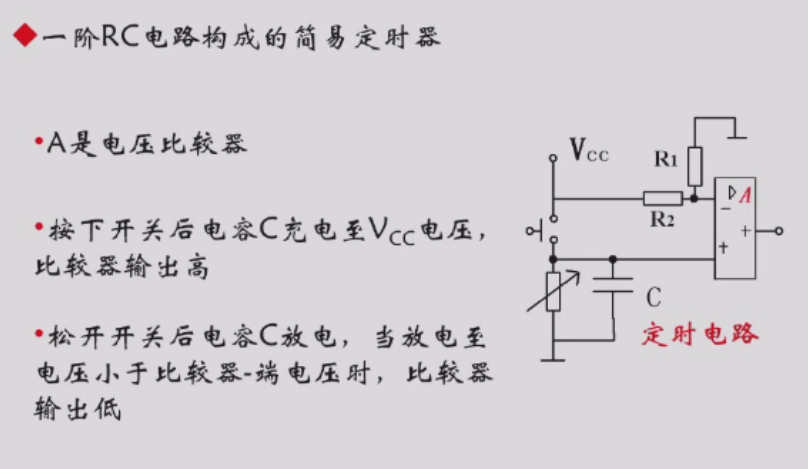 一阶RC电路构成的简易定时器
•A是电压比较器
•按下开关后电容C充电至VCC电压，
比较器输出高
•松开开关后电容C放电，当放电至
电压小于比较器-端电压时，比较器
输出低
VCC
R1
R2
A
-
+
+
C
定时电路